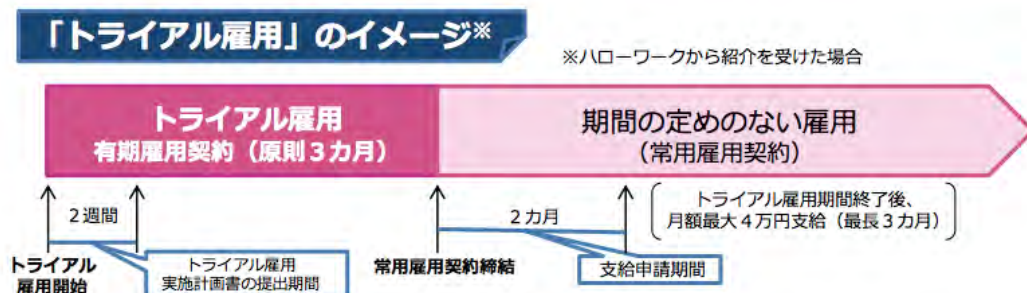 「トライアル雇用」のイメージ※
※ハローワークから紹介を受けた場合
トライアル雇用
有期雇用契約（原則３カ月）
期間の定めのない雇用
（常用雇用契約）
２週間
２カ月
トライアル雇用期間終了後、
月額最大４万円支給（最長３カ月）
トライアル
雇用開始
トライアル雇用
実施計画書の提出期間
常用雇用契約締結
支給申請期間